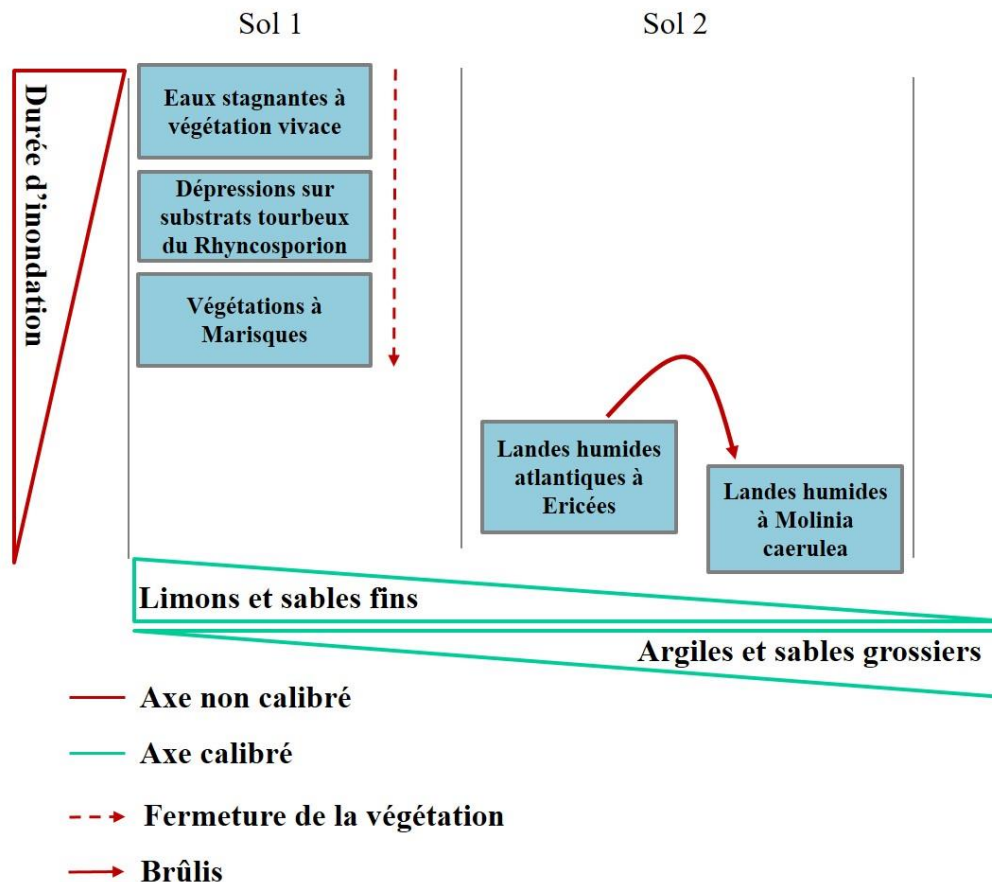 Sol 1
Sol 2
Durée d'inondation
Eaux stagnantes à
végétation vivace
Dépressions sur
substrats tourbeux
du Rhyncosporion
Végétations à
Marisques
Landes humides
atlantiques à
Ericées
Landes humides
à Molinia
caerulea
Limons et sables fins
Argiles et sables grossiers
Axe non calibré
Axe calibré
Fermeture de la végétation
Brûlis